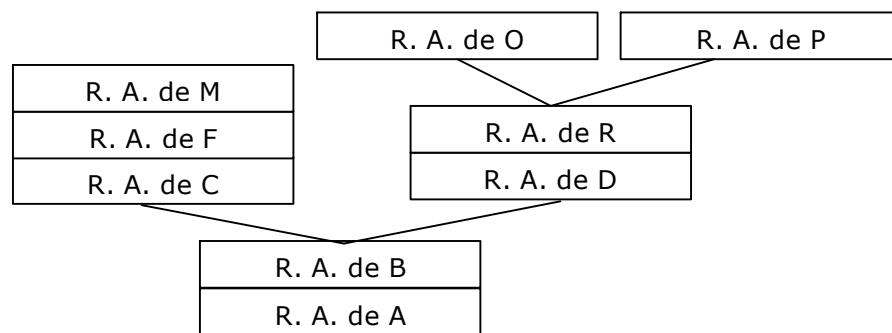 R. A. de O
R. A. de P
R. A. de M
R. A. de F
R. A. de C
R. A. de R
R. A. de D
R. A. de B
R. A. de A